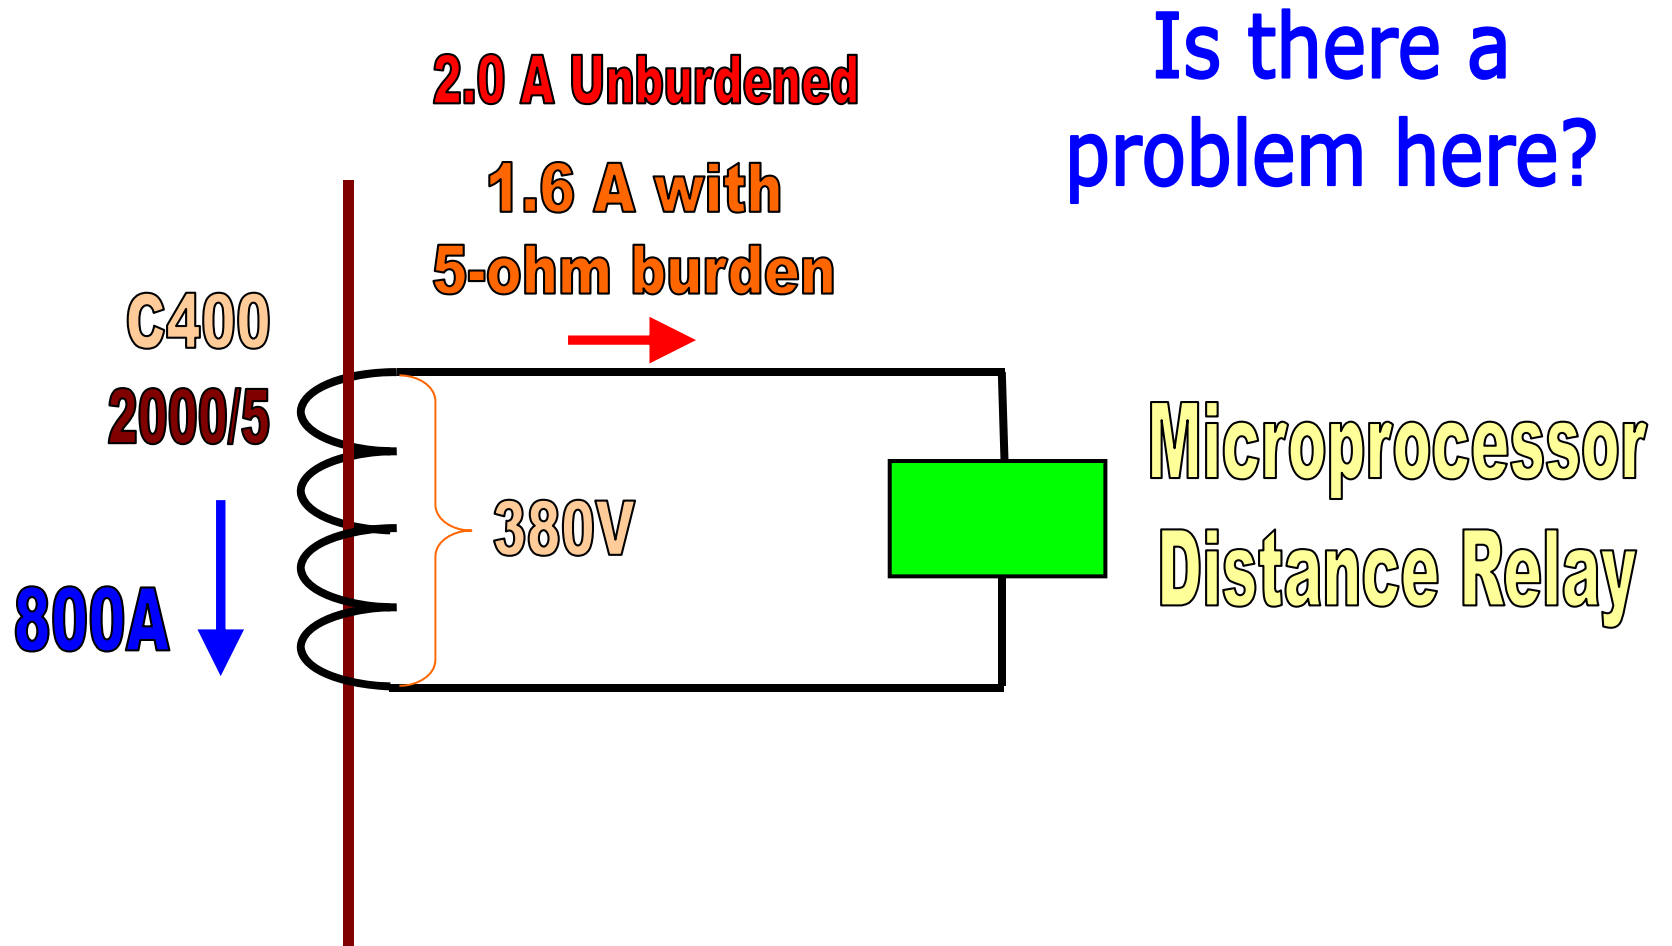 Is there a
problem here?
2.0 A Unburdened
1.6 A with
5-ohm burden
C400
2000/5
800A
380V
Microprocessor
Distance Relay